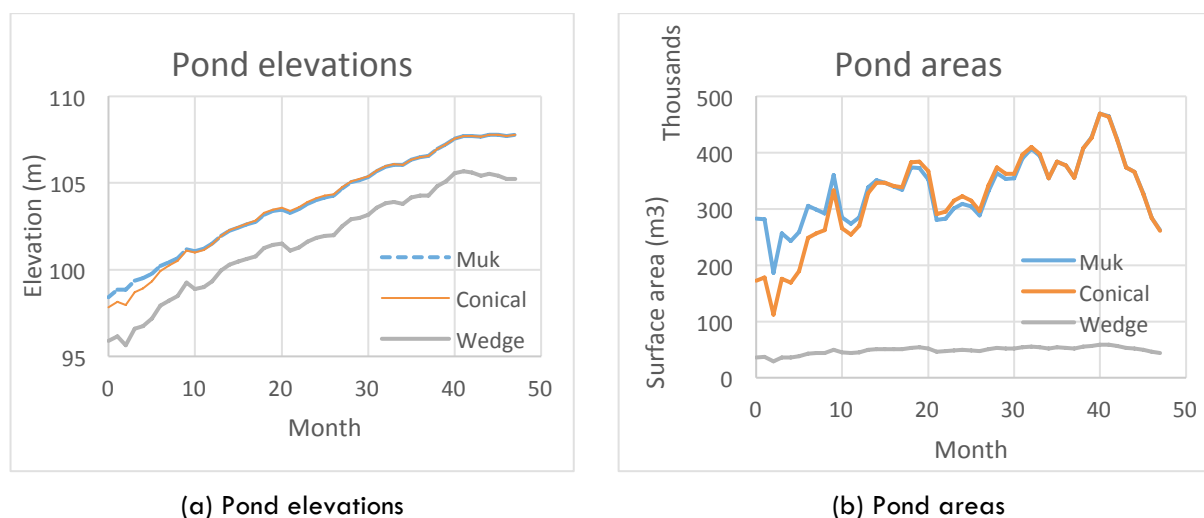 Pond elevations
110
105
100
95
Elevation (m)
Muk
Conical
Wedge
0 10 20 30 40 50
Month
(a) Pond elevations
Thousands
Pond areas
500
400
300
200
100
0
Surface area (m3)
Muk
Conical
Wedge
0 10 20 30 40 50
Month
(b) Pond areas